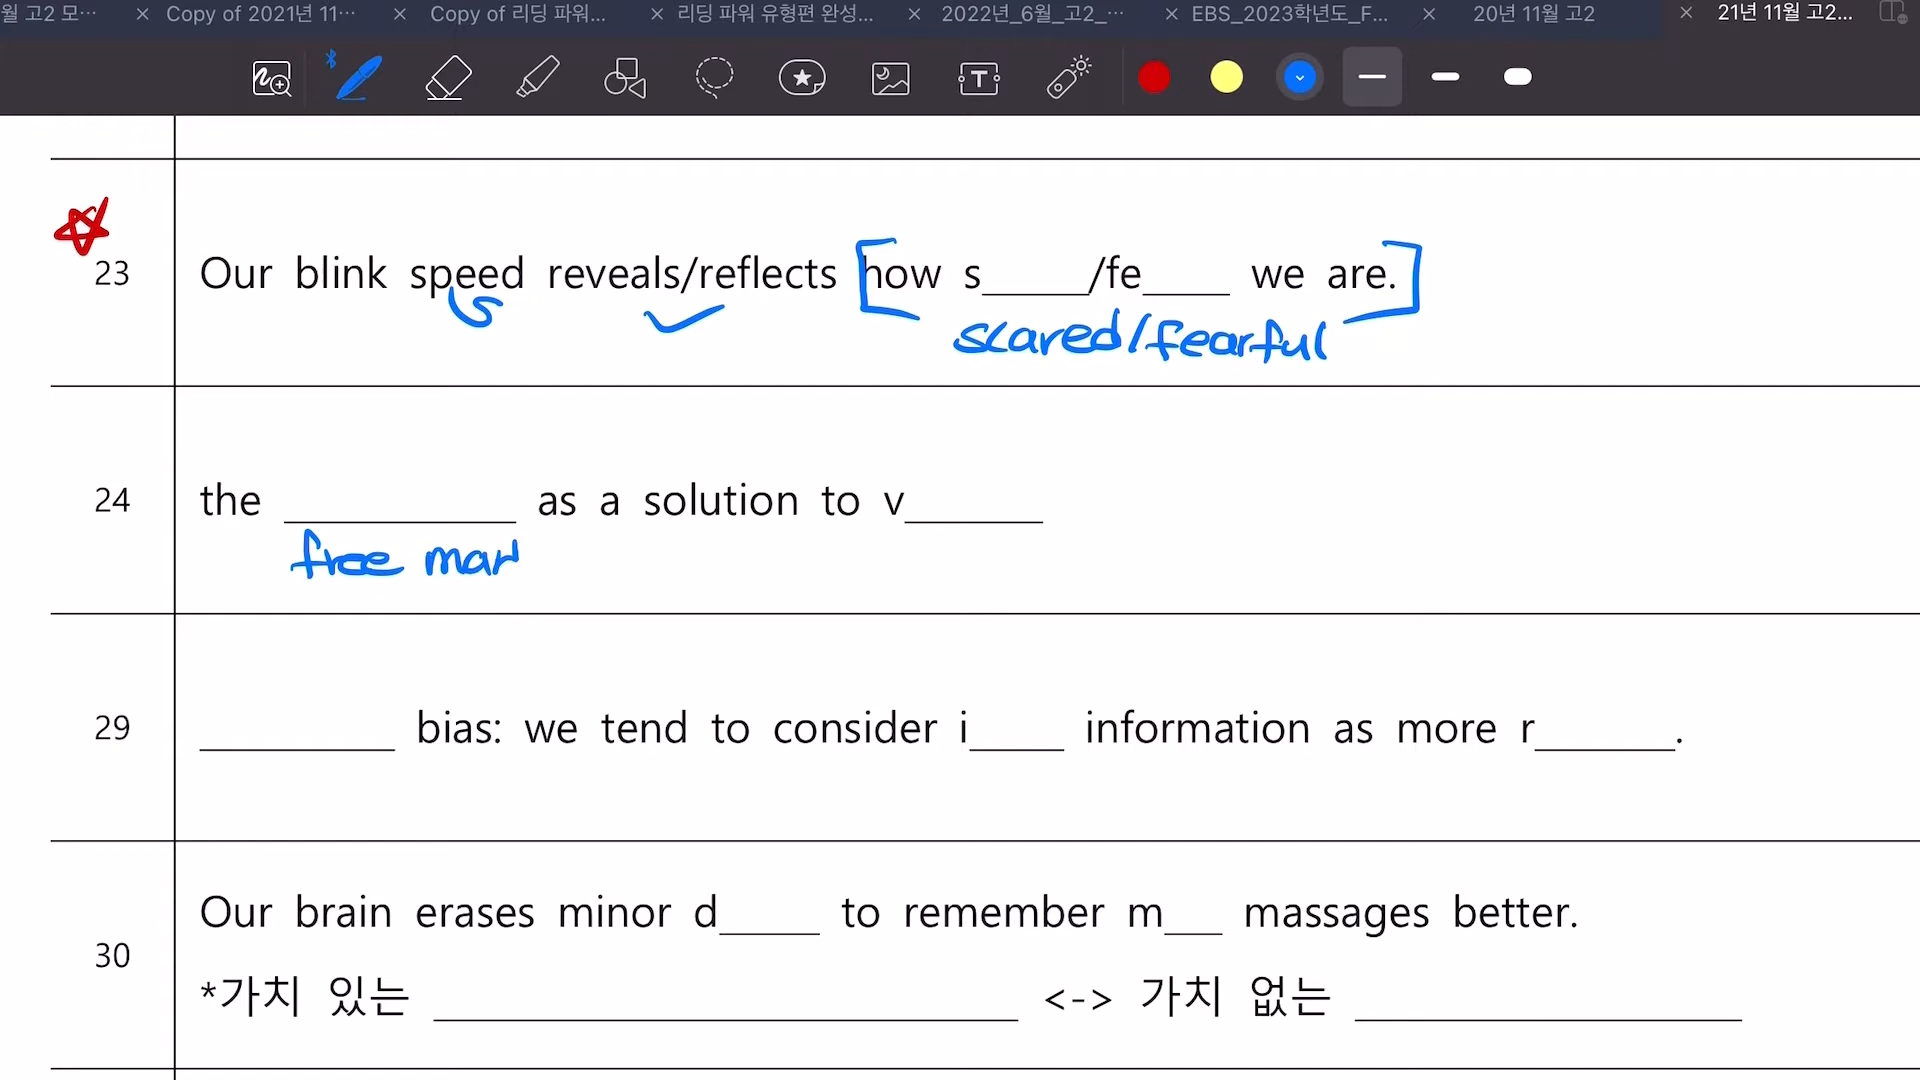 월 고2 모… × Copy of 2021년 11… × Copy of 리딩 파워… × 리딩 파워 유형편 완성… × 2022년_6월_고2_… × EBS_2023학년도_F… × 20년 11월 고2 × 21년 11월 고2…
23 Our blink speed reveals/reflects how s_____/fe____ we are.
scared/fearful
24 the __________ as a solution to v______
free mar
29 _________ bias: we tend to consider i____ information as more r______.
30 Our brain erases minor d____ to remember m__ massages better.
*가치 있는 __________________________ <-> 가치 없는 _________________